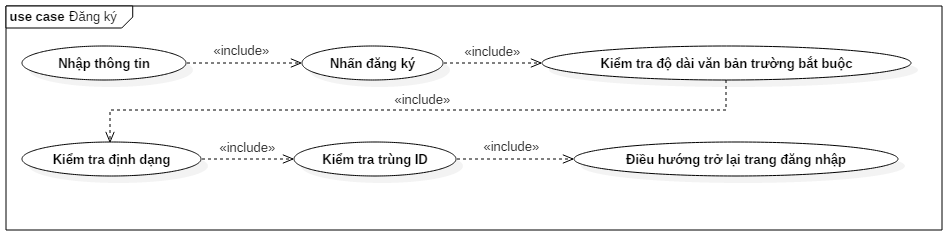 use case Đăng ký
Nhập thông tin
«include»
Nhấn đăng ký
«include»
Kiểm tra độ dài văn bản trường bắt buộc
«include»
Kiểm tra định dạng
«include»
Kiểm tra trùng ID
«include»
Điều hướng trở lại trang đăng nhập